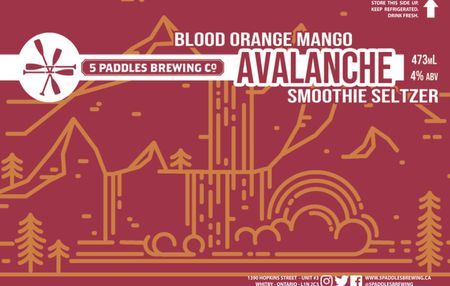 STORE THIS SIDE UP.
KEEP REFRIGERATED.
DRINK FRESH.
BLOOD ORANGE MANGO
5 PADDLES BREWING CO
AVALANCHE
473mL
4% ABV
SMOOTHIE SELTZER
1390 HOPKINS STREET - UNIT #3
WHITBY - ONTARIO - L1N 2C3
WWW.5PADDLESBREWING.CA
@5PADDLESBREWING